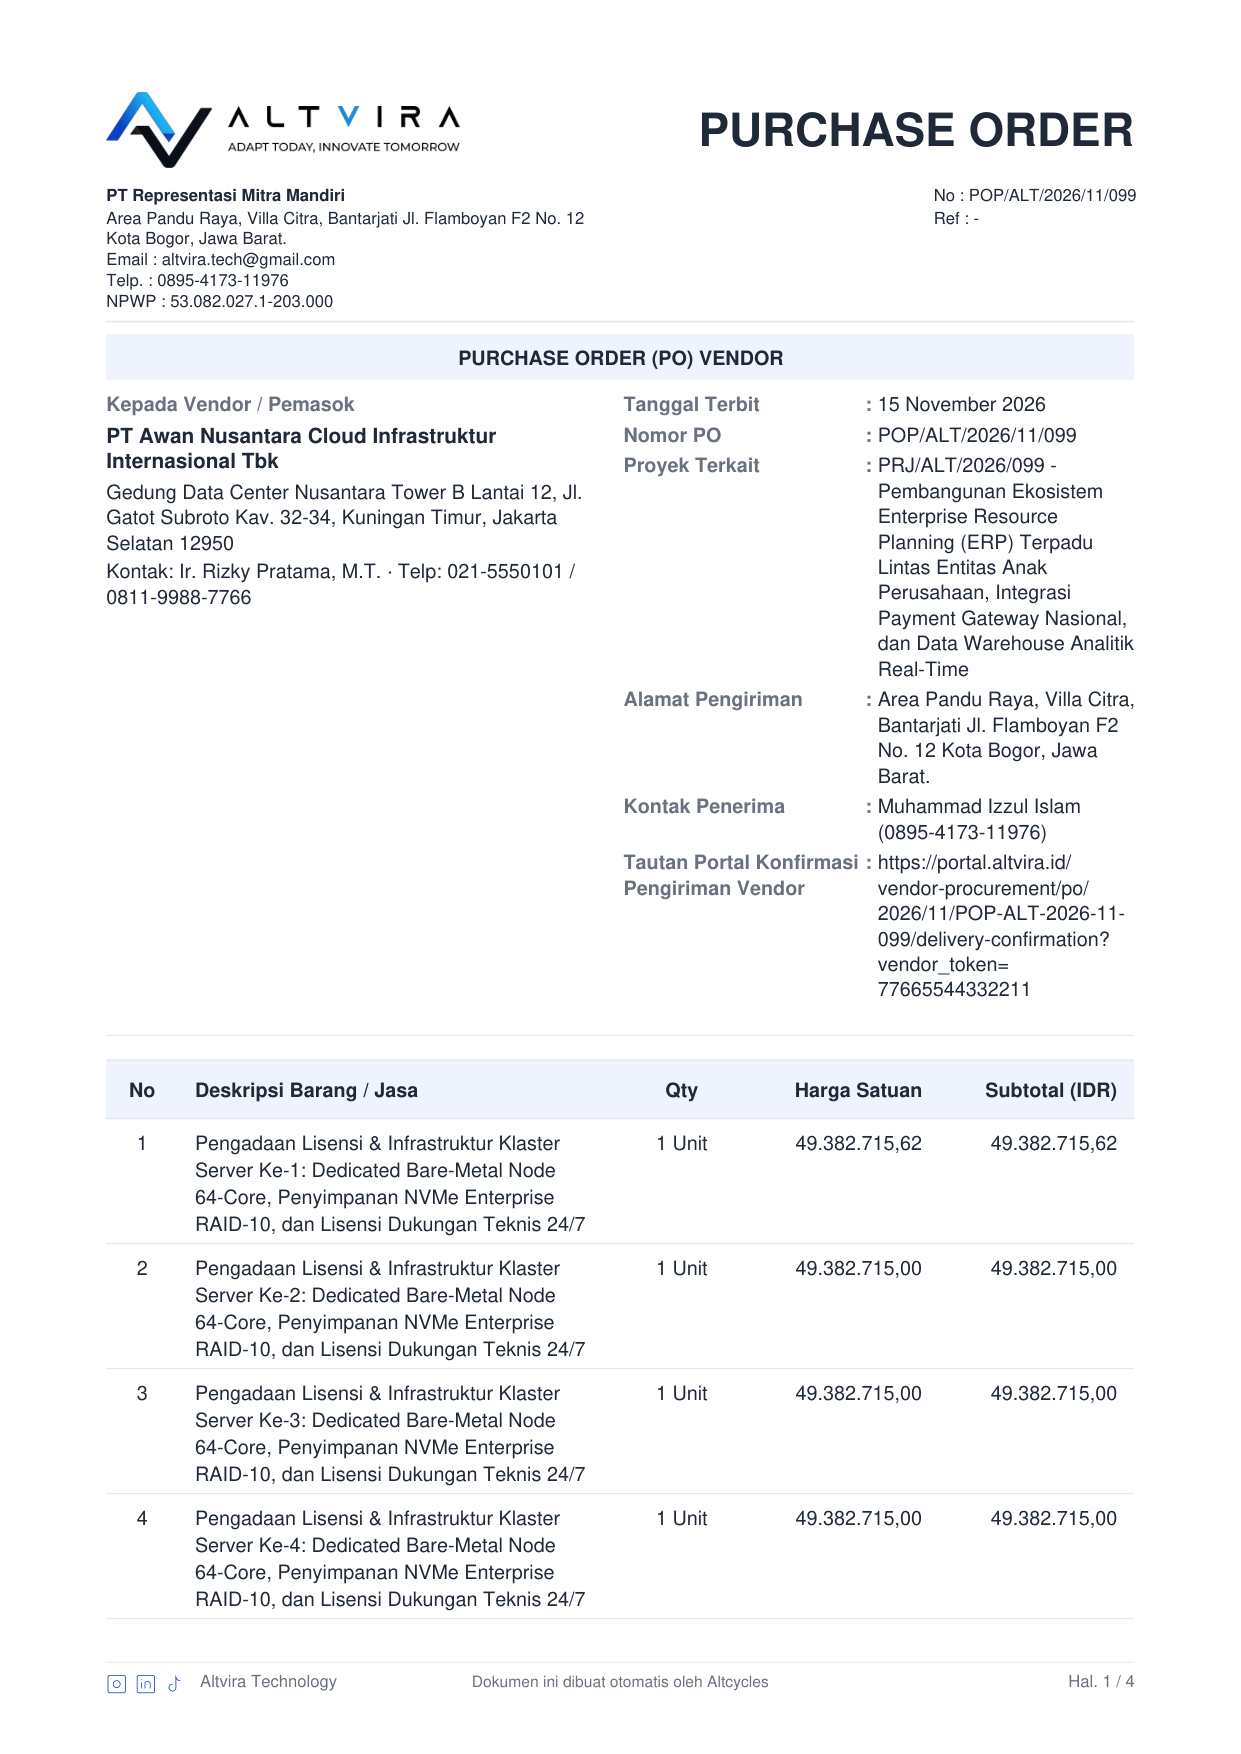 ALTVIRA
ADAPT TODAY, INNOVATE TOMORROW
PURCHASE ORDER
PT Representasi Mitra Mandiri
Area Pandu Raya, Villa Citra, Bantarjati Jl. Flamboyan F2 No. 12
Kota Bogor, Jawa Barat.
Email : altvira.tech@gmail.com
Telp. : 0895-4173-11976
NPWP : 53.082.027.1-203.000
No : POP/ALT/2026/11/099
Ref : -
PURCHASE ORDER (PO) VENDOR
Kepada Vendor / Pemasok
PT Awan Nusantara Cloud Infrastruktur
Internasional Tbk
Gedung Data Center Nusantara Tower B Lantai 12, Jl.
Gatot Subroto Kav. 32-34, Kuningan Timur, Jakarta
Selatan 12950
Kontak: Ir. Rizky Pratama, M.T. · Telp: 021-5550101 /
0811-9988-7766
Tanggal Terbit : 15 November 2026
Nomor PO : POP/ALT/2026/11/099
Proyek Terkait : PRJ/ALT/2026/099 -
Pembangunan Ekosistem
Enterprise Resource
Planning (ERP) Terpadu
Lintas Entitas Anak
Perusahaan, Integrasi
Payment Gateway Nasional,
dan Data Warehouse Analitik
Real-Time
Alamat Pengiriman : Area Pandu Raya, Villa Citra,
Bantarjati Jl. Flamboyan F2
No. 12 Kota Bogor, Jawa
Barat.
Kontak Penerima : Muhammad Izzul Islam
(0895-4173-11976)
Tautan Portal Konfirmasi : https://portal.altvira.id/
Pengiriman Vendor vendor-procurement/po/
2026/11/POP-ALT-2026-11-
099/delivery-confirmation?
vendor_token=
77665544332211
No Deskripsi Barang / Jasa Qty Harga Satuan Subtotal (IDR)
1 Pengadaan Lisensi & Infrastruktur Klaster 1 Unit 49.382.715,62 49.382.715,62
Server Ke-1: Dedicated Bare-Metal Node
64-Core, Penyimpanan NVMe Enterprise
RAID-10, dan Lisensi Dukungan Teknis 24/7
2 Pengadaan Lisensi & Infrastruktur Klaster 1 Unit 49.382.715,00 49.382.715,00
Server Ke-2: Dedicated Bare-Metal Node
64-Core, Penyimpanan NVMe Enterprise
RAID-10, dan Lisensi Dukungan Teknis 24/7
3 Pengadaan Lisensi & Infrastruktur Klaster 1 Unit 49.382.715,00 49.382.715,00
Server Ke-3: Dedicated Bare-Metal Node
64-Core, Penyimpanan NVMe Enterprise
RAID-10, dan Lisensi Dukungan Teknis 24/7
4 Pengadaan Lisensi & Infrastruktur Klaster 1 Unit 49.382.715,00 49.382.715,00
Server Ke-4: Dedicated Bare-Metal Node
64-Core, Penyimpanan NVMe Enterprise
RAID-10, dan Lisensi Dukungan Teknis 24/7
Altvira Technology Dokumen ini dibuat otomatis oleh Altcycles Hal. 1 / 4